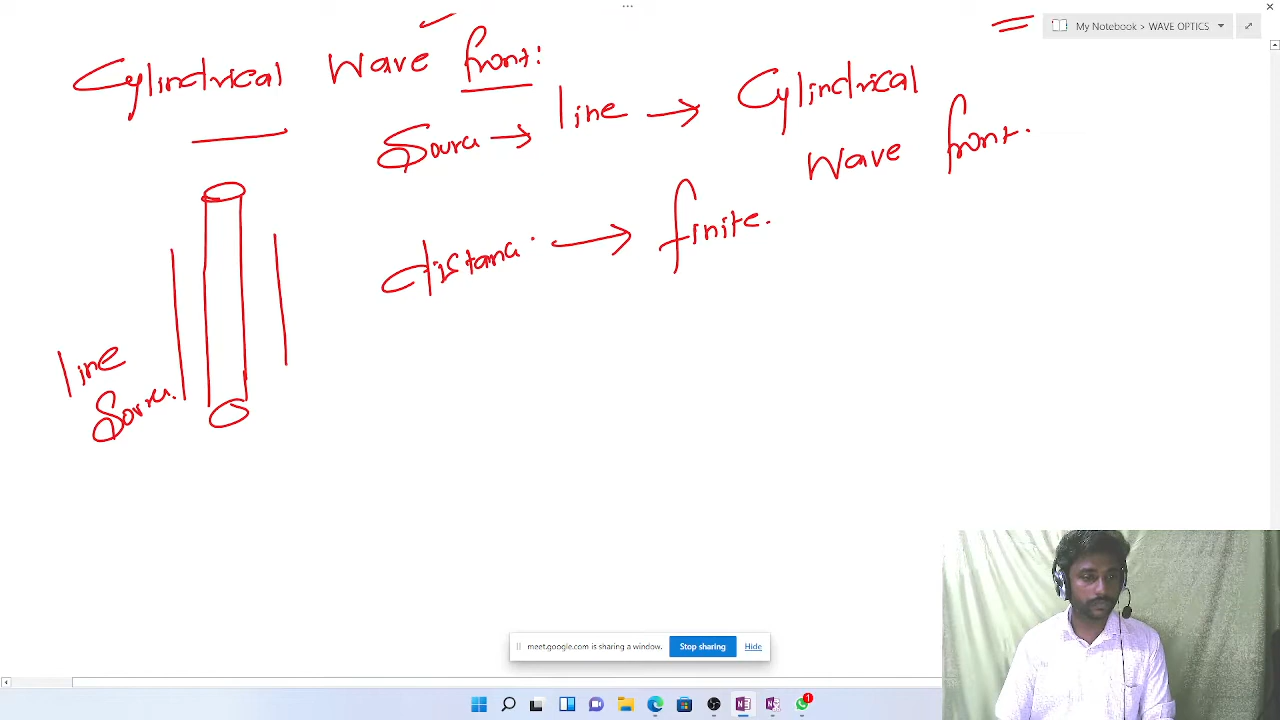 My Notebook > WAVE OPTICS
Cylindrical Wave front:
Source → line → Cylindrical
Wave front.
distance → finite.
line
Source.
meet.google.com is sharing a window.
Stop sharing
Hide
1